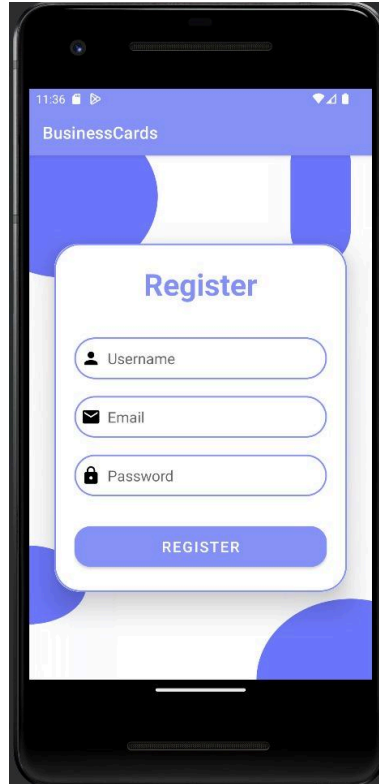 11:36
BusinessCards
Register
Username
Email
Password
REGISTER